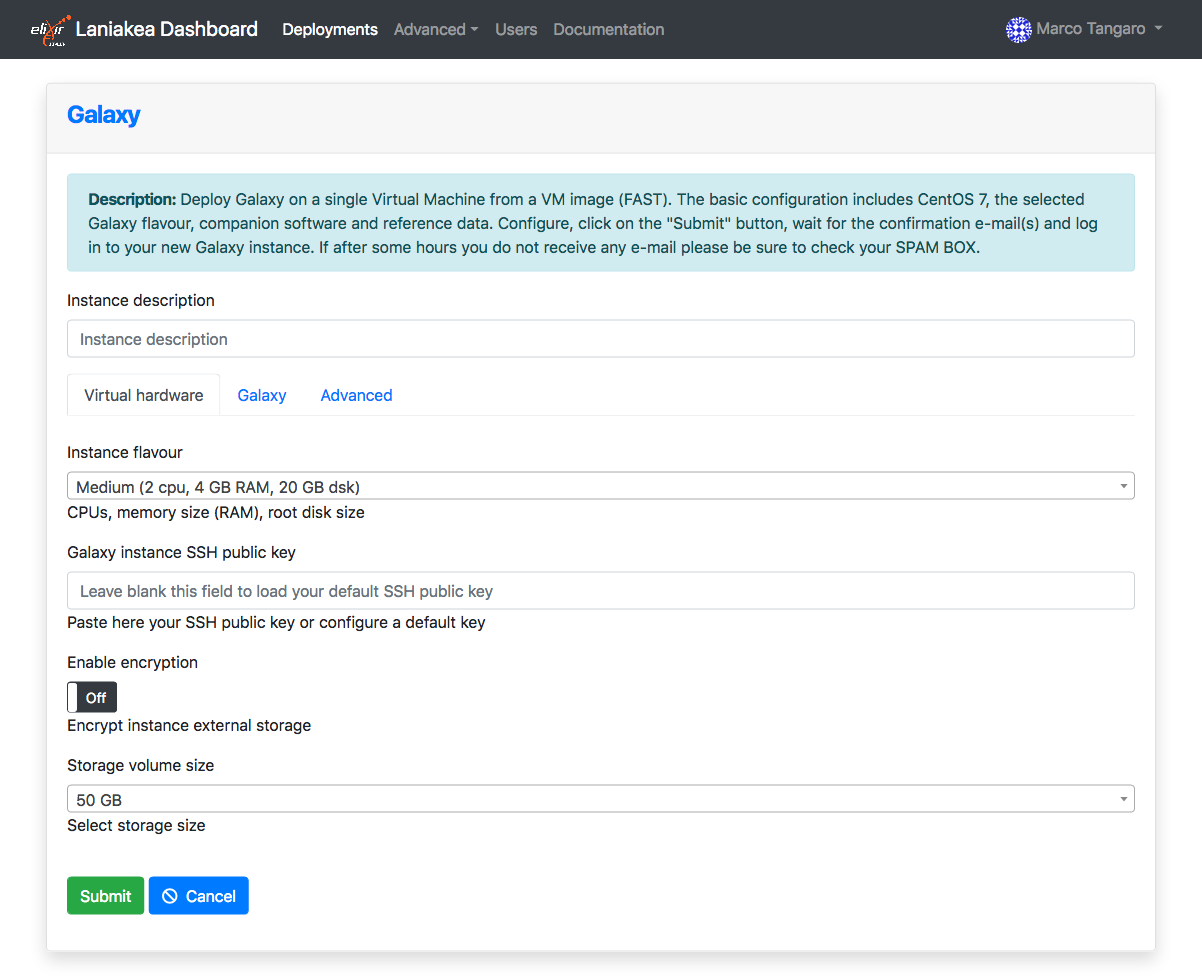 elixir Laniakea Dashboard Deployments Advanced Users Documentation Marco Tangaro
ITALY
Galaxy
Description: Deploy Galaxy on a single Virtual Machine from a VM image (FAST). The basic configuration includes CentOS 7, the selected
Galaxy flavour, companion software and reference data. Configure, click on the "Submit" button, wait for the confirmation e-mail(s) and log
in to your new Galaxy instance. If after some hours you do not receive any e-mail please be sure to check your SPAM BOX.
Instance description
Instance description
Virtual hardware Galaxy Advanced
Instance flavour
Medium (2 cpu, 4 GB RAM, 20 GB dsk)
CPUs, memory size (RAM), root disk size
Galaxy instance SSH public key
Leave blank this field to load your default SSH public key
Paste here your SSH public key or configure a default key
Enable encryption
Off
Encrypt instance external storage
Storage volume size
50 GB
Select storage size
Submit Cancel